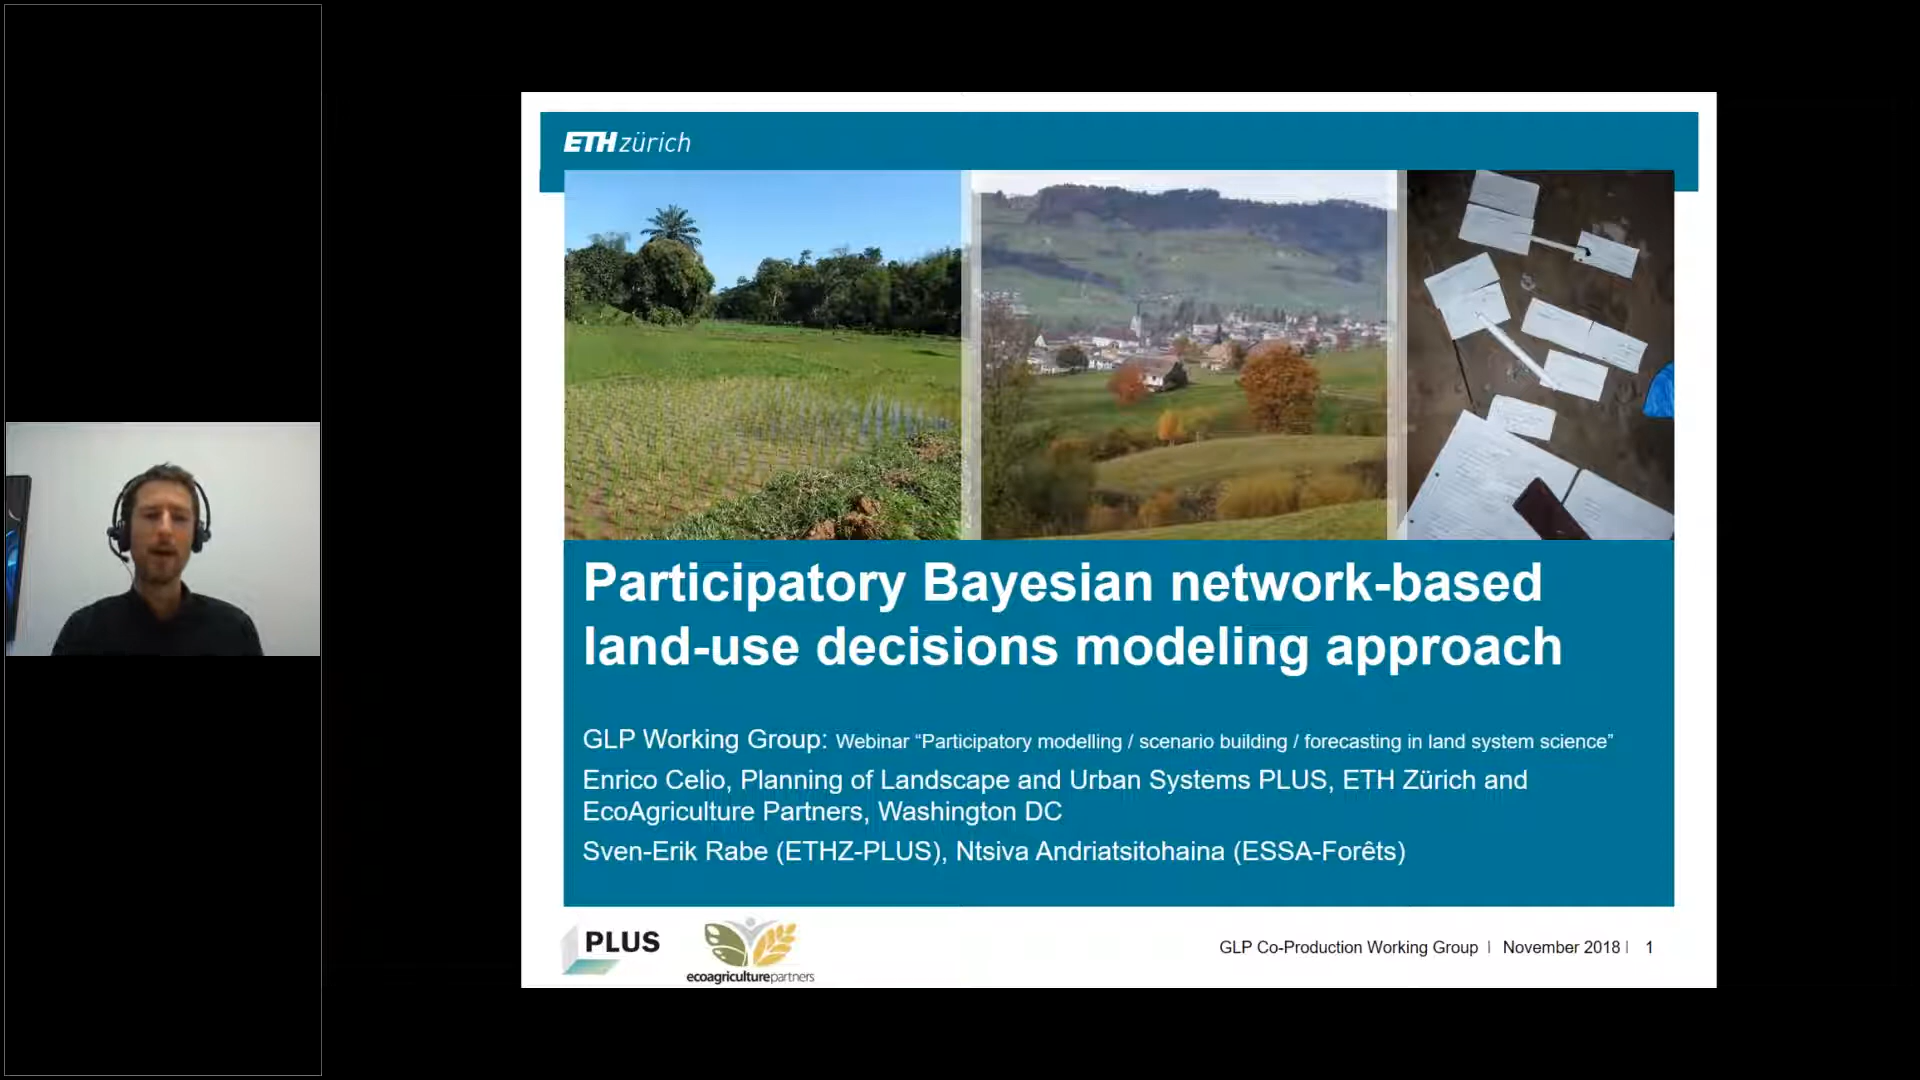 ETH zürich
Participatory Bayesian network-based
land-use decisions modeling approach
GLP Working Group: Webinar “Participatory modelling / scenario building / forecasting in land system science”
Enrico Celio, Planning of Landscape and Urban Systems PLUS, ETH Zürich and
EcoAgriculture Partners, Washington DC
Sven-Erik Rabe (ETHZ-PLUS), Ntsiva Andriatsitohaina (ESSA-Forêts)
PLUS
ecoagriculturepartners
GLP Co-Production Working Group | November 2018 | 1